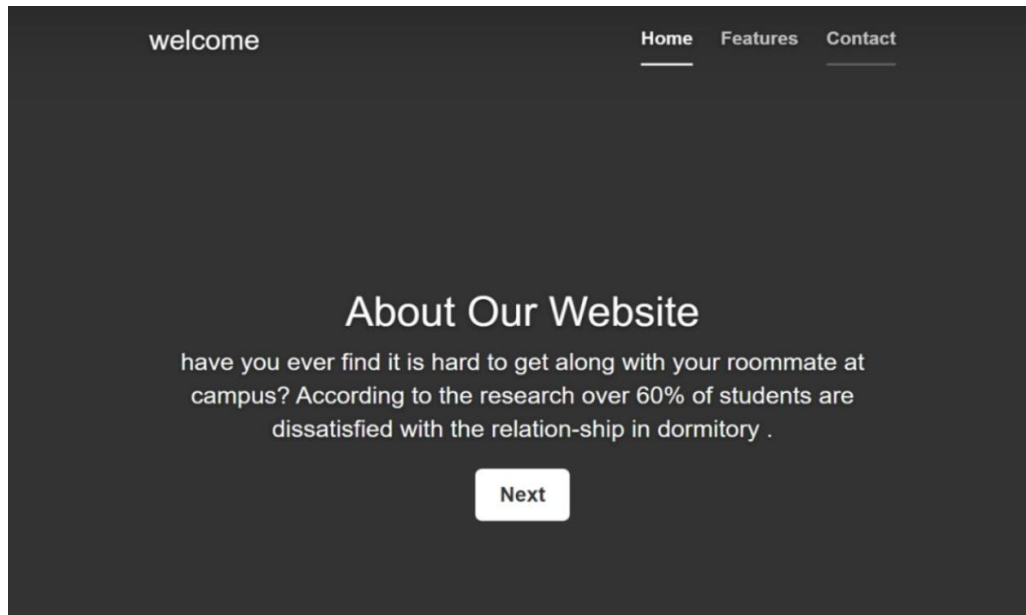 welcome
Home Features Contact
About Our Website
have you ever find it is hard to get along with your roommate at
campus? According to the research over 60% of students are
dissatisfied with the relation-ship in dormitory .
Next